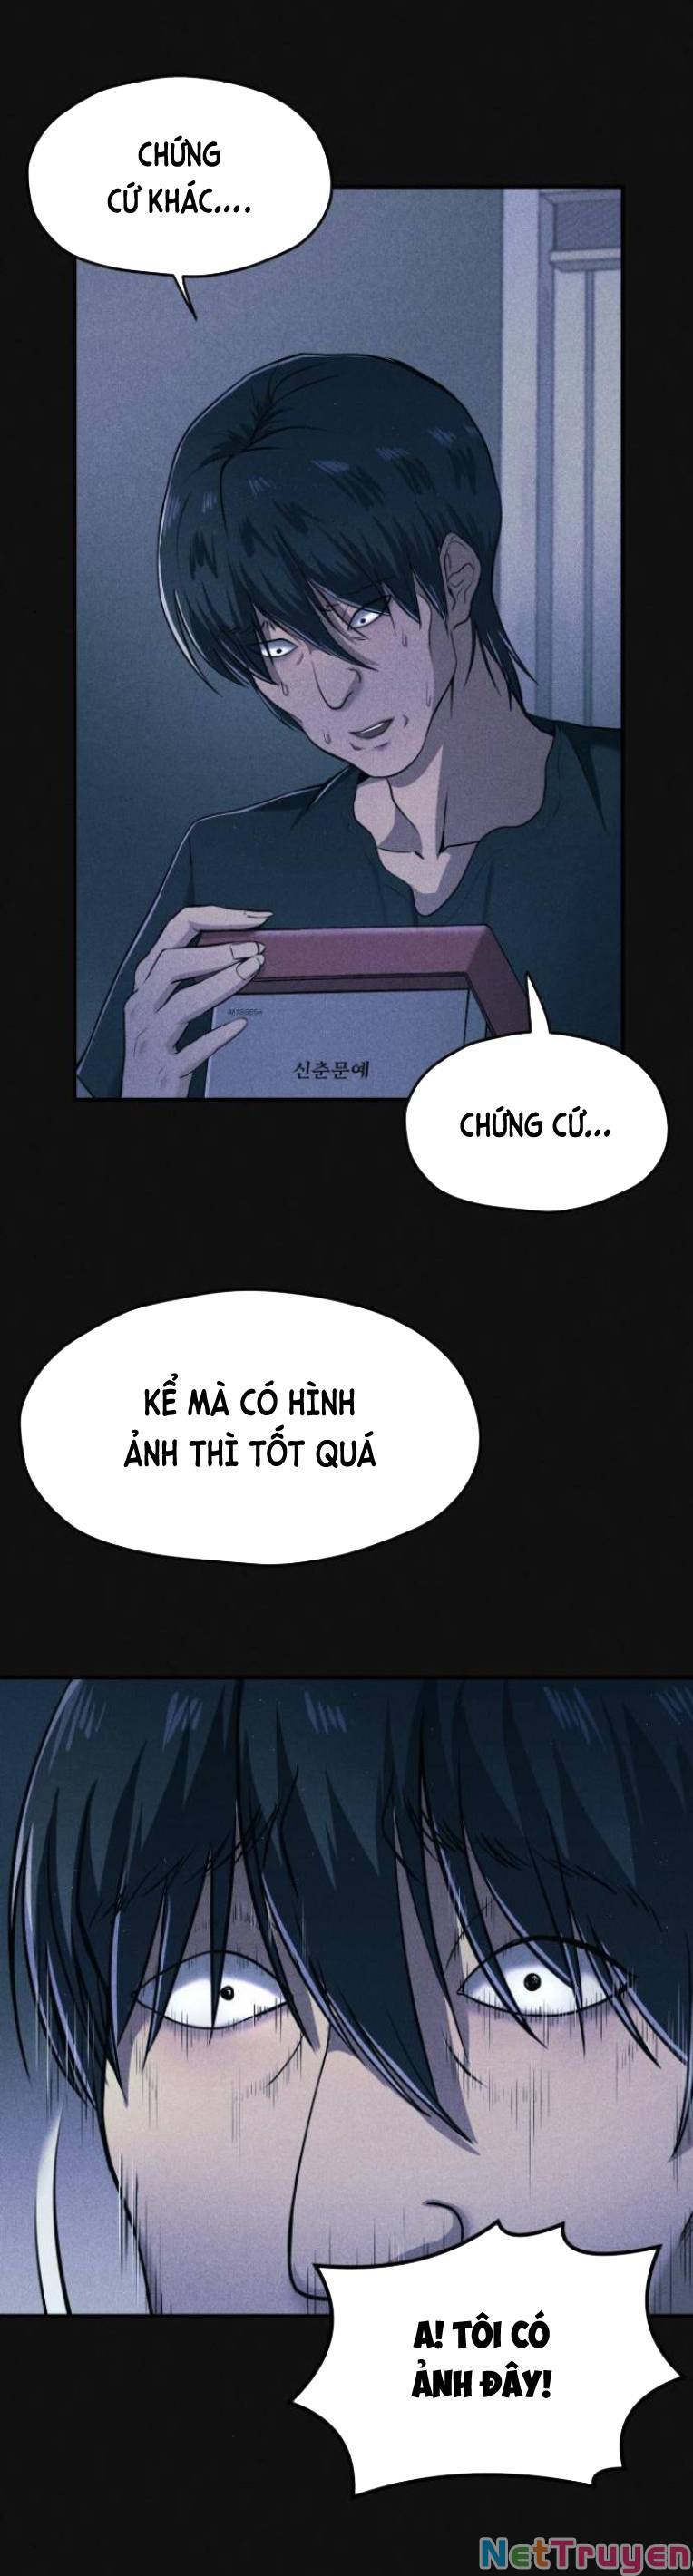 CHỨNG
CỨ KHÁC....
신춘문예
CHỨNG CỨ...
KỂ MÀ CÓ HÌNH
ẢNH THÌ TỐT QUÁ
A! TÔI CÓ
ẢNH ĐÂY!
NetTruyen